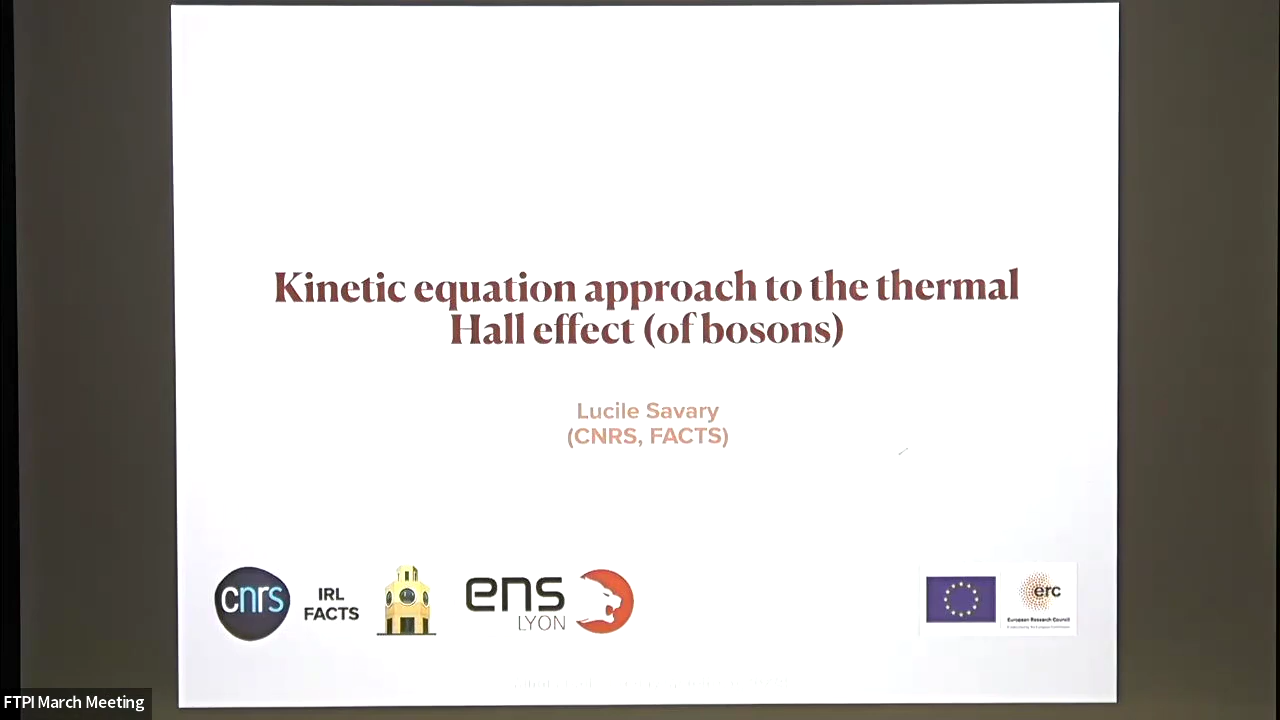 Kinetic equation approach to the thermal
Hall effect (of bosons)
Lucile Savary
(CNRS, FACTS)
cnrs
IRL
FACTS
ens
LYON
erc
European Research Council
FTPI March Meeting